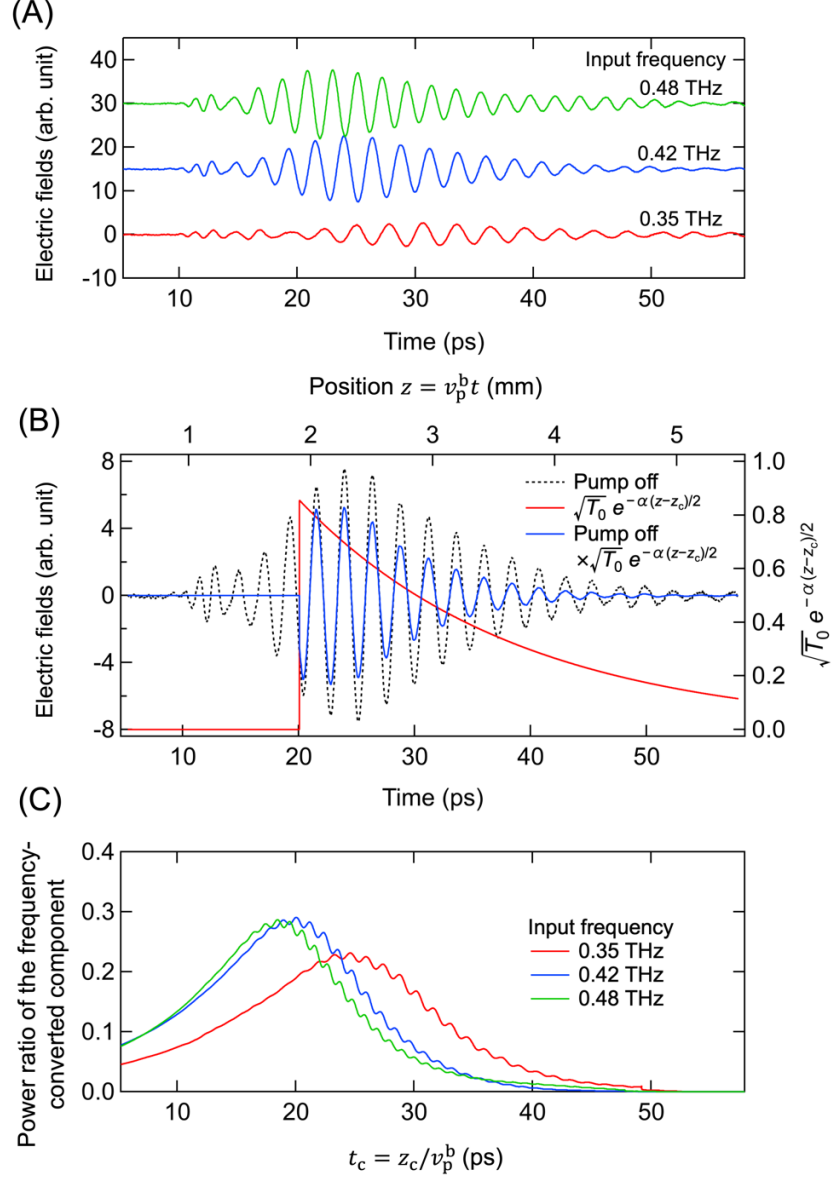 (A)
Electric fields (arb. unit)
40
30
20
10
0
-10
Input frequency
0.48 THz
0.42 THz
0.35 THz
10 20 30 40 50
Time (ps)
Position z = v_p^b t (mm)
(B)
1 2 3 4 5
Electric fields (arb. unit)
8
4
0
-4
-8
Pump off
√T₀ e^{-α(z-z_c)/2}
Pump off
×√T₀ e^{-α(z-z_c)/2}
1.0
0.8
0.6
0.4
0.2
0.0
√T₀ e^{-α(z-z_c)/2}
10 20 30 40 50
Time (ps)
(C)
Power ratio of the frequency-
converted component
0.4
0.3
0.2
0.1
0.0
Input frequency
0.35 THz
0.42 THz
0.48 THz
10 20 30 40 50
t_c = z_c/v_p^b (ps)